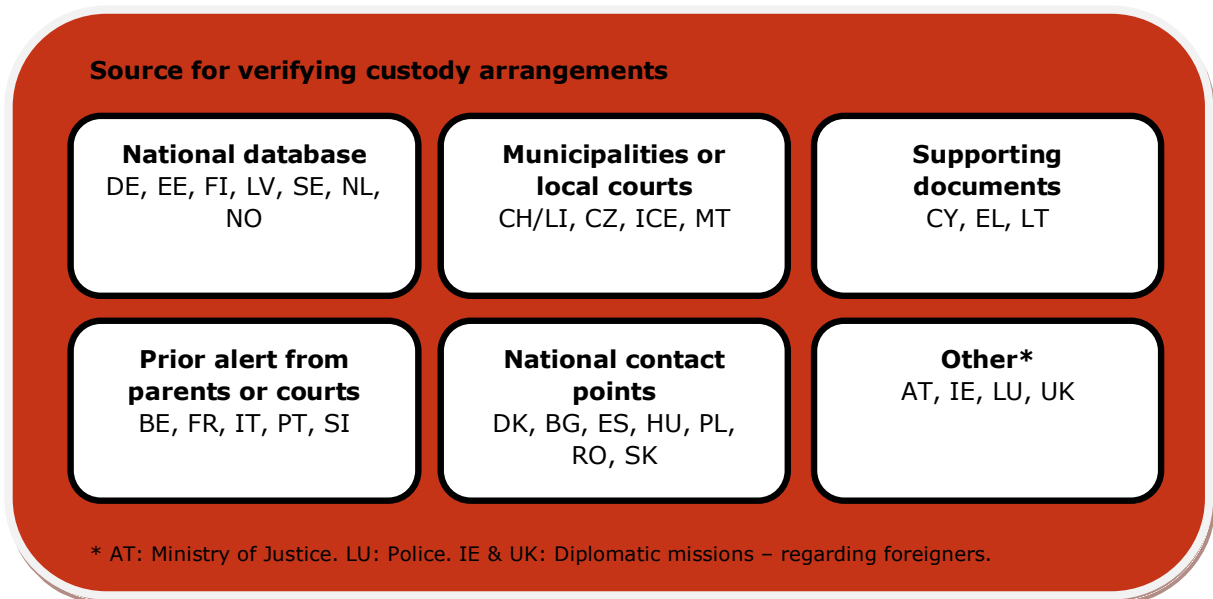 Source for verifying custody arrangements
National database
DE, EE, FI, LV, SE, NL,
NO
Municipalities or
local courts
CH/LI, CZ, ICE, MT
Supporting
documents
CY, EL, LT
Prior alert from
parents or courts
BE, FR, IT, PT, SI
National contact
points
DK, BG, ES, HU, PL,
RO, SK
Other*
AT, IE, LU, UK
* AT: Ministry of Justice. LU: Police. IE & UK: Diplomatic missions – regarding foreigners.